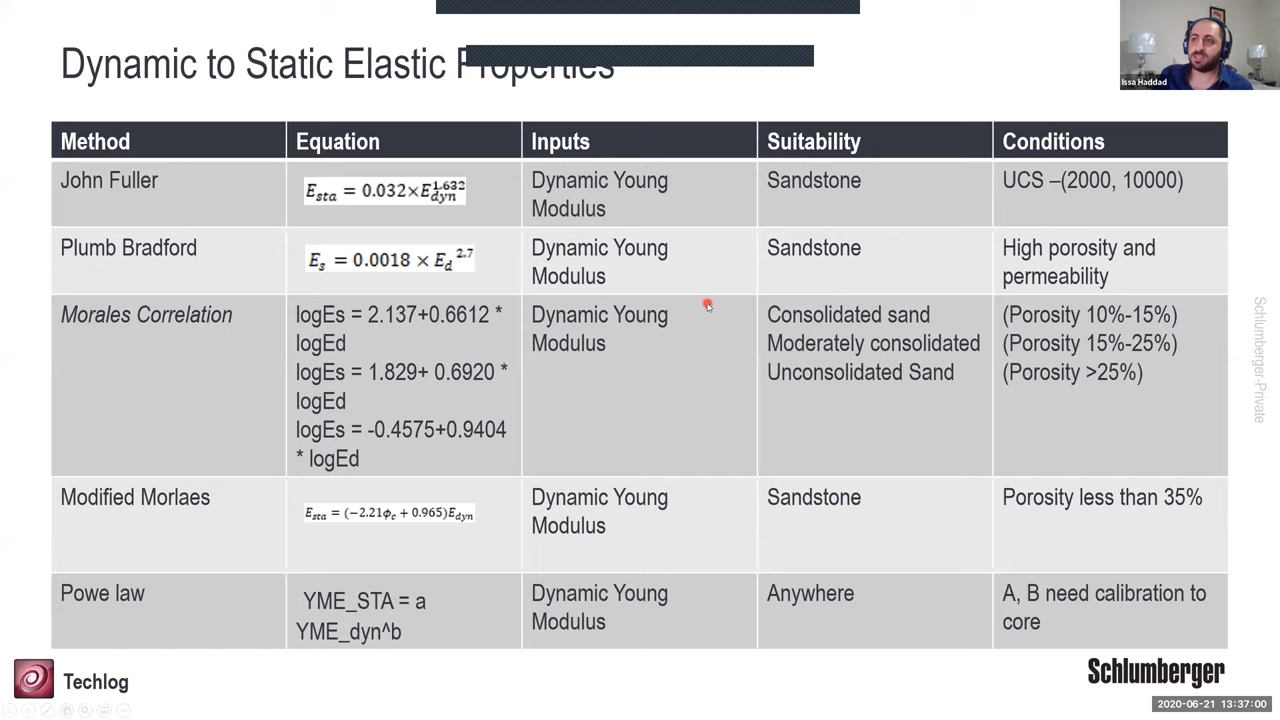 Dynamic to Static Elastic Properties
Issa Haddad
Method Equation Inputs Suitability Conditions
John Fuller
E_sta = 0.032×E_dyn^1.632
Dynamic Young
Modulus
Sandstone
UCS –(2000, 10000)
Plumb Bradford
E_s = 0.0018 × E_d^2.7
Dynamic Young
Modulus
Sandstone
High porosity and
permeability
Morales Correlation
logEs = 2.137+0.6612 *
logEd
logEs = 1.829+ 0.6920 *
logEd
logEs = -0.4575+0.9404
* logEd
Dynamic Young
Modulus
Consolidated sand
Moderately consolidated
Unconsolidated Sand
(Porosity 10%-15%)
(Porosity 15%-25%)
(Porosity >25%)
Modified Morlaes
E_sta = (−2.21ϕ_c + 0.965)E_dyn
Dynamic Young
Modulus
Sandstone
Porosity less than 35%
Powe law
YME_STA = a
YME_dyn^b
Dynamic Young
Modulus
Anywhere
A, B need calibration to
core
Schlumberger-Private
Techlog
Schlumberger
2020-06-21 13:37:00